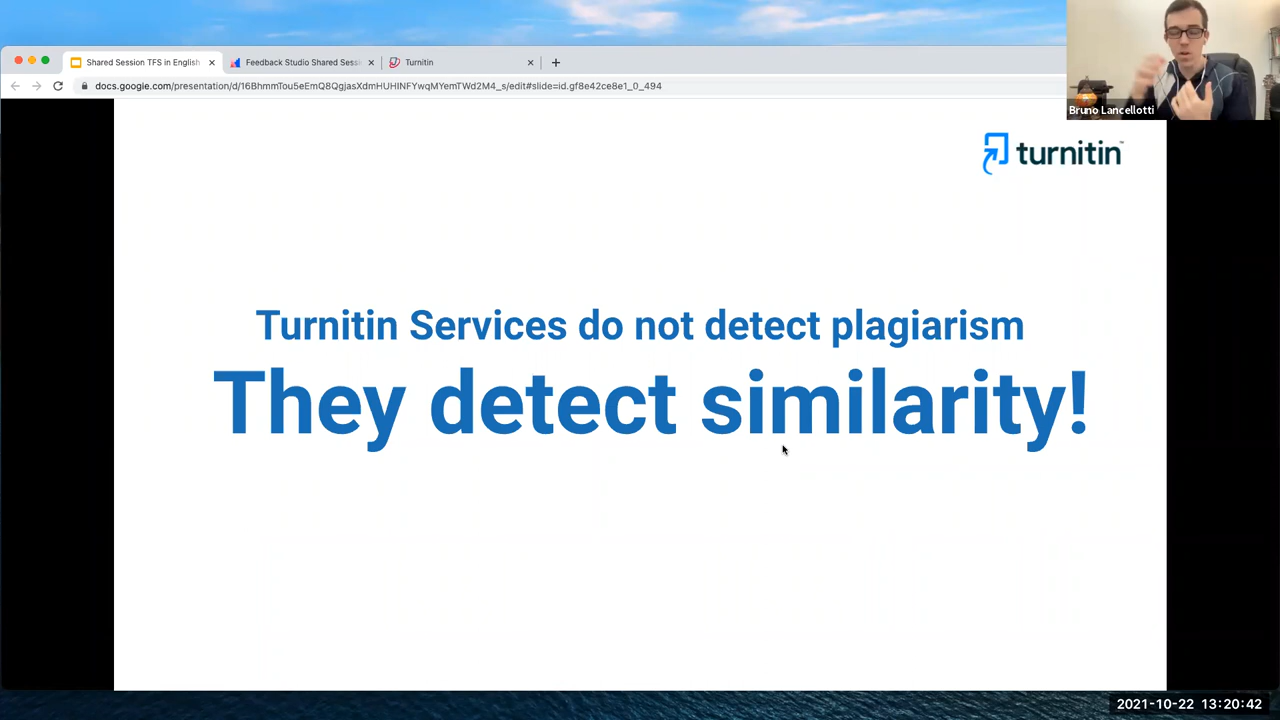 Shared Session TFS in English
Feedback Studio Shared Sess
Turnitin
docs.google.com/presentation/d/16BhmmTou5eEmQ8QgjasXdmHUHINFYwqMYemTWd2M4_s/edit#slide=id.gf8e42ce8e1_0_494
Bruno Lancellotti
turnitin™
Turnitin Services do not detect plagiarism
They detect similarity!
2021-10-22 13:20:42